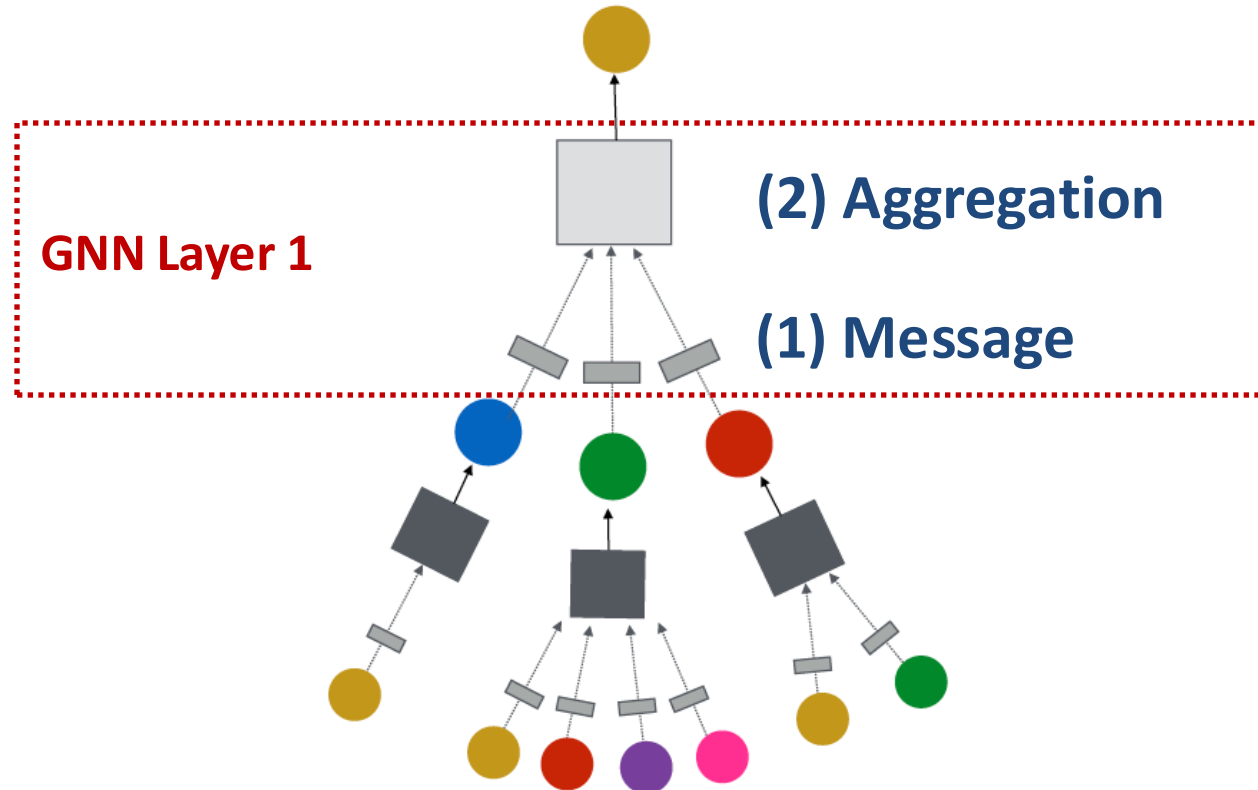 (2) Aggregation
GNN Layer 1
(1) Message